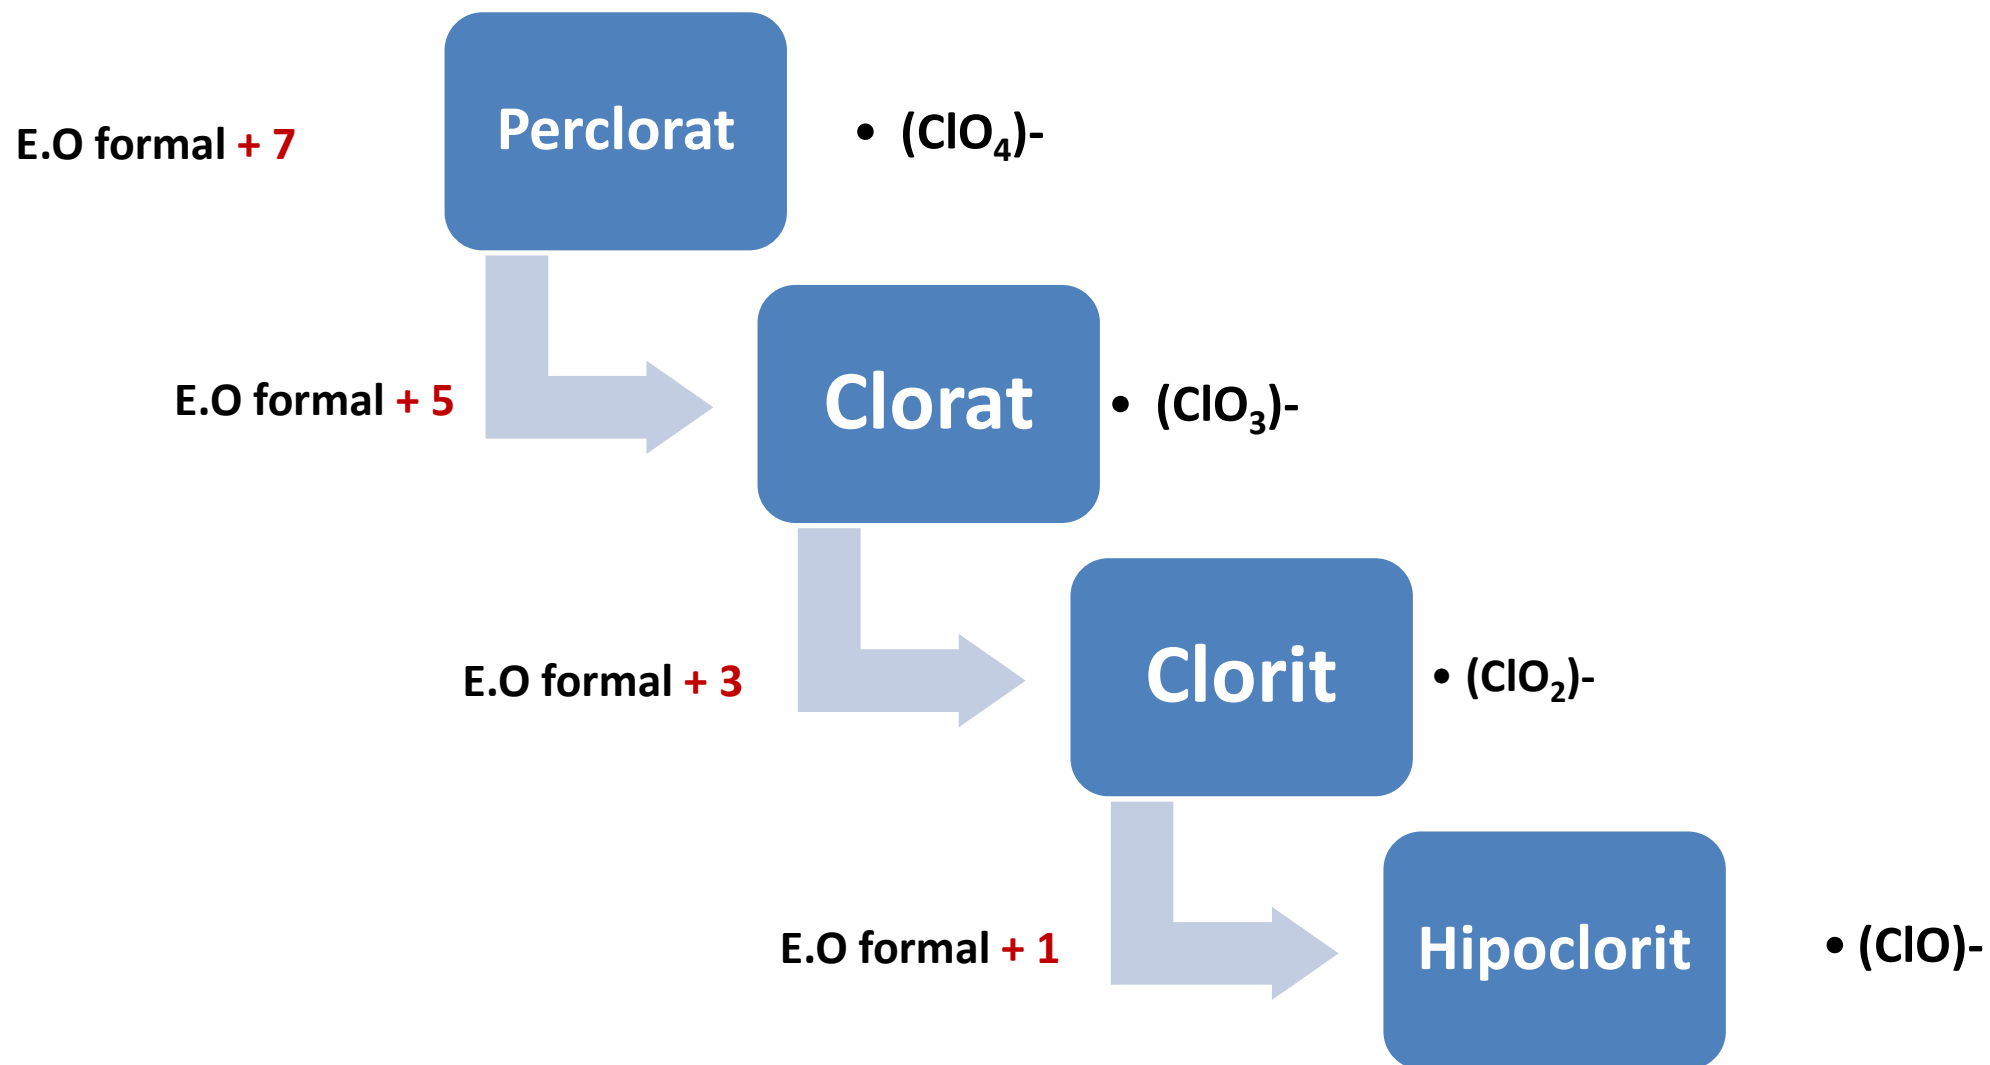 E.O formal + 7
Perclorat
• (ClO₄)-
E.O formal + 5
Clorat
• (ClO₃)-
E.O formal + 3
Clorit
• (ClO₂)-
E.O formal + 1
Hipoclorit
• (ClO)-